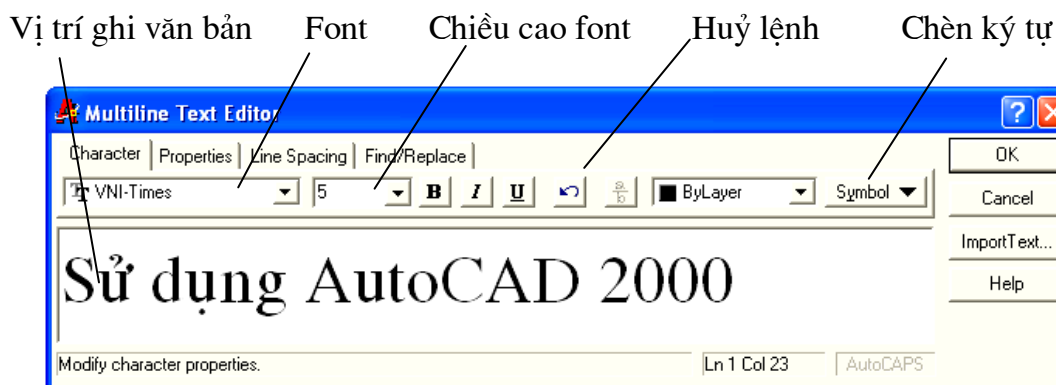 Vị trí ghi văn bản Font Chiều cao font Huỷ lệnh Chèn ký tự
Multiline Text Editor
Character Properties Line Spacing Find/Replace
OK
VNI-Times 5 B I U a/b ByLayer Symbol
Cancel
ImportText...
Sử dụng AutoCAD 2000
Help
Modify character properties. Ln 1 Col 23 AutoCAPS